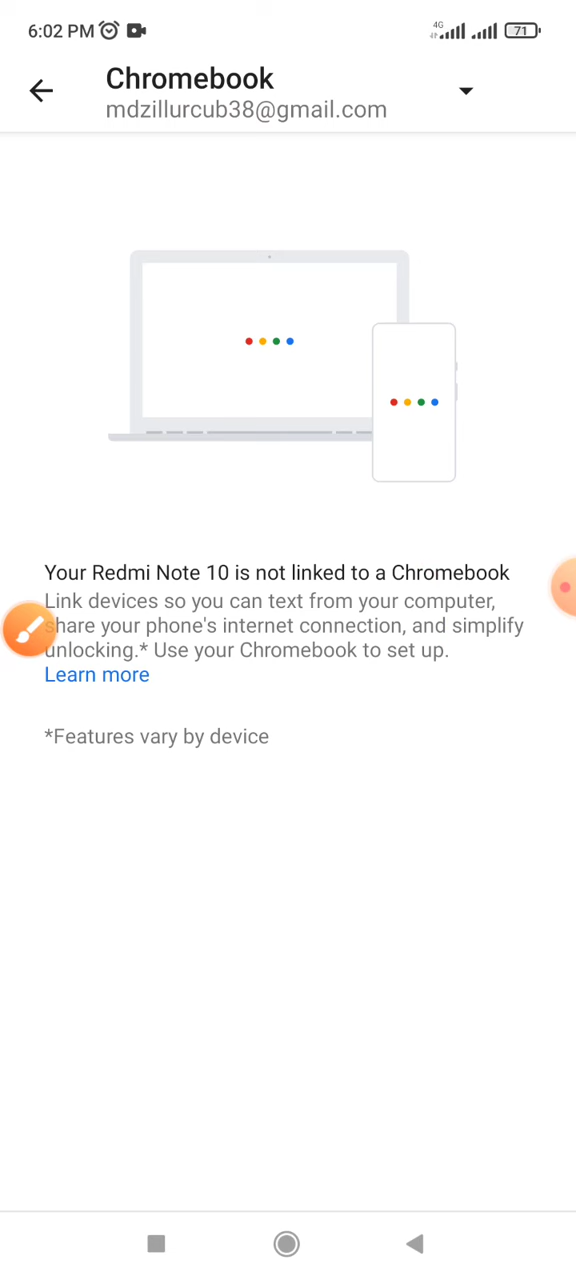 6:02 PM
4G
71
Chromebook
mdzillurcub38@gmail.com
Your Redmi Note 10 is not linked to a Chromebook
Link devices so you can text from your computer,
share your phone's internet connection, and simplify
unlocking.* Use your Chromebook to set up.
Learn more
*Features vary by device